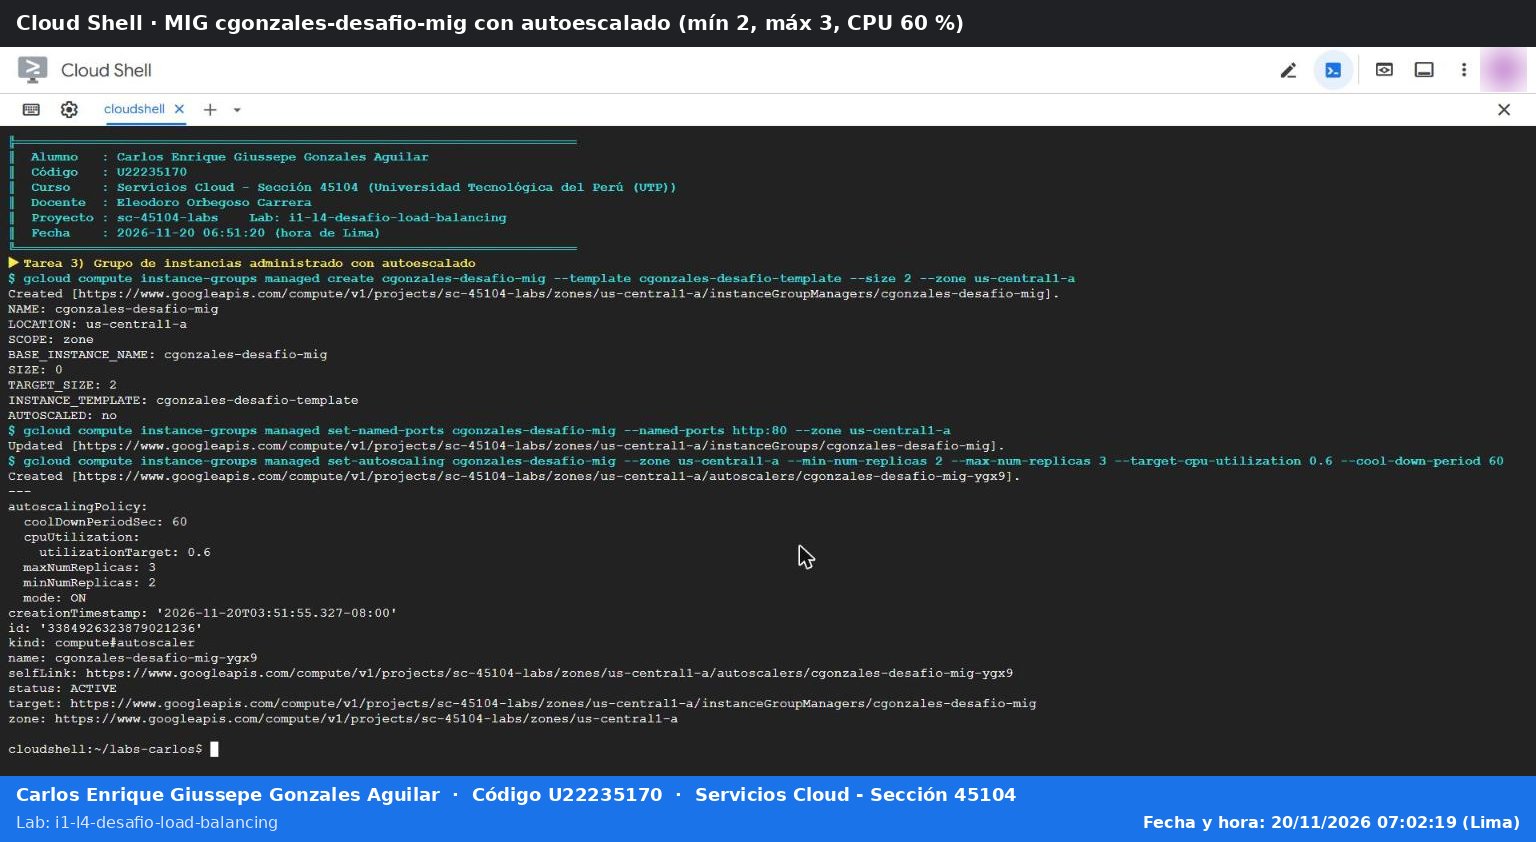 Cloud Shell · MIG cgonzales-desafio-mig con autoescalado (mín 2, máx 3, CPU 60 %)
Cloud Shell
cloudshell
Alumno : Carlos Enrique Giussepe Gonzales Aguilar
Código : U22235170
Curso : Servicios Cloud - Sección 45104 (Universidad Tecnológica del Perú (UTP))
Docente : Eleodoro Orbegoso Carrera
Proyecto : sc-45104-labs Lab: i1-l4-desafio-load-balancing
Fecha : 2026-11-20 06:51:20 (hora de Lima)
▶ Tarea 3) Grupo de instancias administrado con autoescalado
$ gcloud compute instance-groups managed create cgonzales-desafio-mig --template cgonzales-desafio-template --size 2 --zone us-central1-a
Created [https://www.googleapis.com/compute/v1/projects/sc-45104-labs/zones/us-central1-a/instanceGroupManagers/cgonzales-desafio-mig].
NAME: cgonzales-desafio-mig
LOCATION: us-central1-a
SCOPE: zone
BASE_INSTANCE_NAME: cgonzales-desafio-mig
SIZE: 0
TARGET_SIZE: 2
INSTANCE_TEMPLATE: cgonzales-desafio-template
AUTOSCALED: no
$ gcloud compute instance-groups managed set-named-ports cgonzales-desafio-mig --named-ports http:80 --zone us-central1-a
Updated [https://www.googleapis.com/compute/v1/projects/sc-45104-labs/zones/us-central1-a/instanceGroups/cgonzales-desafio-mig].
$ gcloud compute instance-groups managed set-autoscaling cgonzales-desafio-mig --zone us-central1-a --min-num-replicas 2 --max-num-replicas 3 --target-cpu-utilization 0.6 --cool-down-period 60
Created [https://www.googleapis.com/compute/v1/projects/sc-45104-labs/zones/us-central1-a/autoscalers/cgonzales-desafio-mig-ygx9].
---
autoscalingPolicy:
coolDownPeriodSec: 60
cpuUtilization:
utilizationTarget: 0.6
maxNumReplicas: 3
minNumReplicas: 2
mode: ON
creationTimestamp: '2026-11-20T03:51:55.327-08:00'
id: '3384926323879021236'
kind: compute#autoscaler
name: cgonzales-desafio-mig-ygx9
selfLink: https://www.googleapis.com/compute/v1/projects/sc-45104-labs/zones/us-central1-a/autoscalers/cgonzales-desafio-mig-ygx9
status: ACTIVE
target: https://www.googleapis.com/compute/v1/projects/sc-45104-labs/zones/us-central1-a/instanceGroupManagers/cgonzales-desafio-mig
zone: https://www.googleapis.com/compute/v1/projects/sc-45104-labs/zones/us-central1-a
cloudshell:~/labs-carlos$
Carlos Enrique Giussepe Gonzales Aguilar · Código U22235170 · Servicios Cloud - Sección 45104
Lab: i1-l4-desafio-load-balancing
Fecha y hora: 20/11/2026 07:02:19 (Lima)